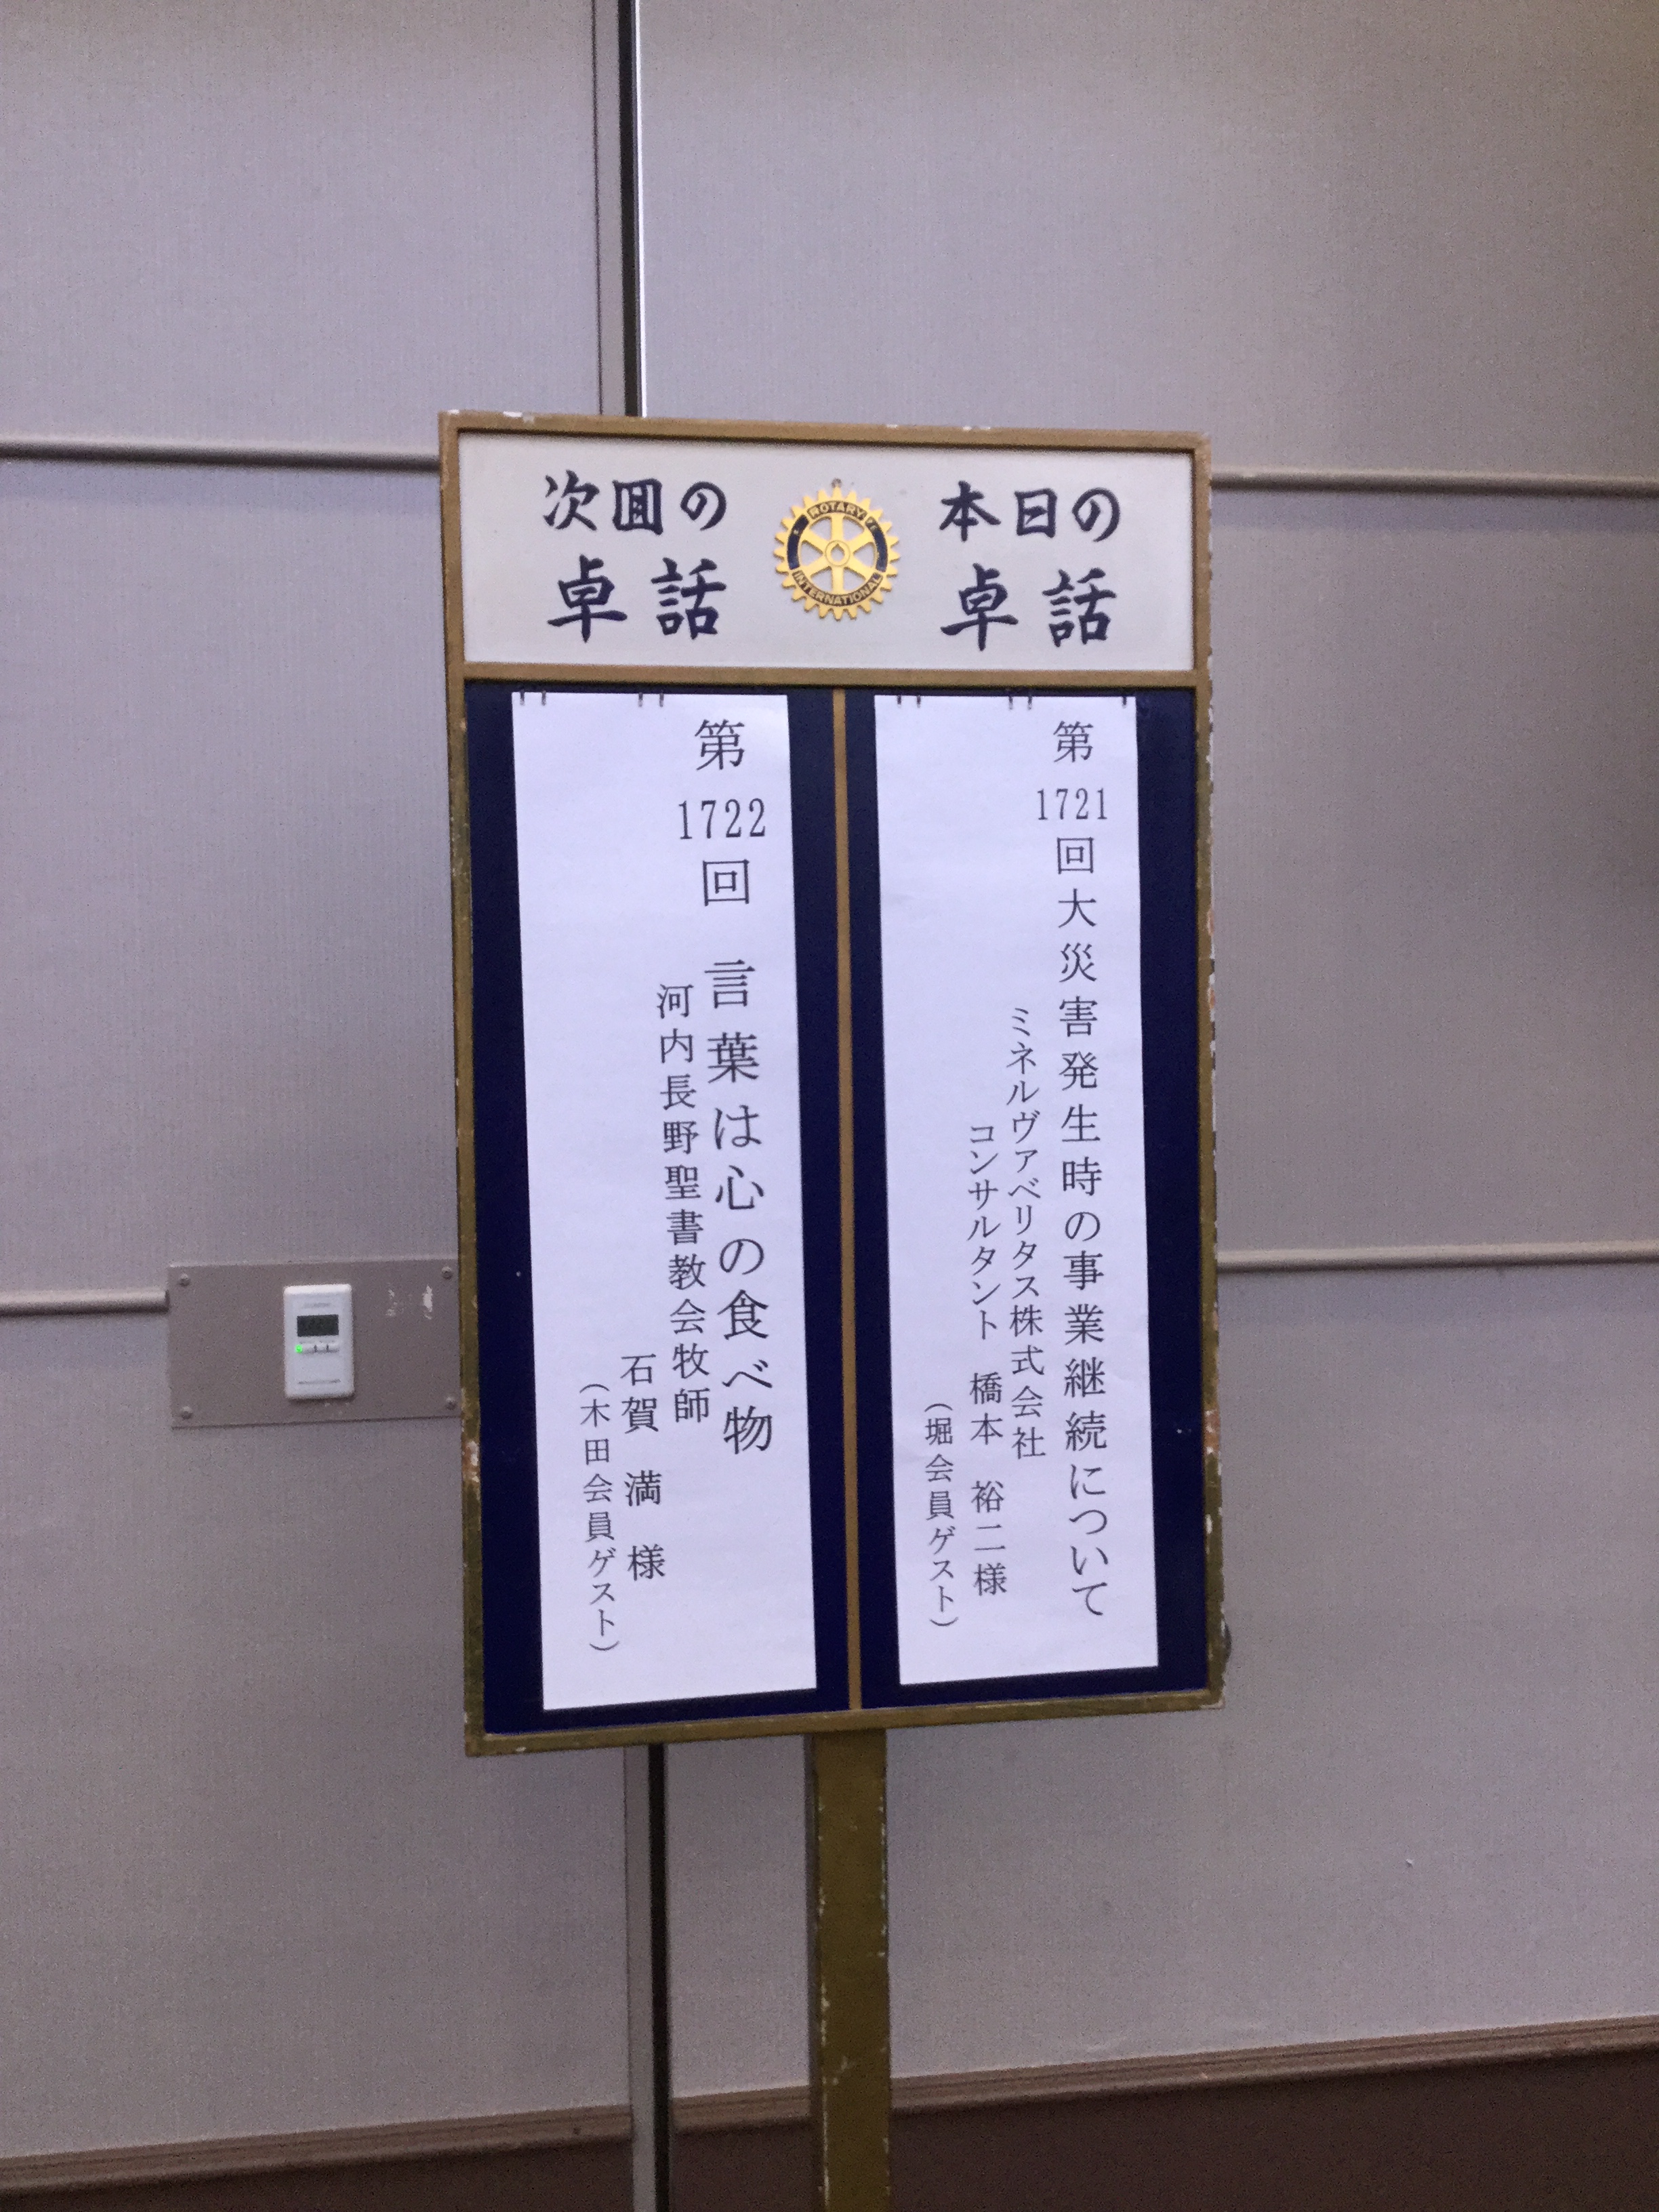 本日の
卓話
第1721回大災害発生時の事業継続について
ミネルヴァベリタス株式会社
コンサルタント 橋本 裕二様
（堀会員ゲスト）
ROTARY
INTERNATIONAL
次囬の
卓話
第1722回 言葉は心の食べ物
河内長野聖書教会牧師
石賀 満 様
（木田会員ゲスト）